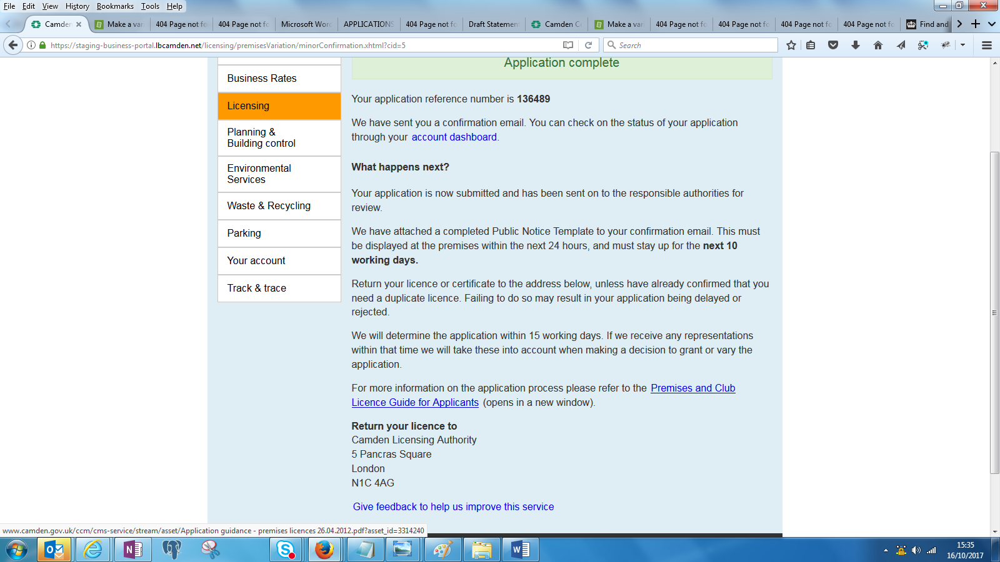 File Edit View History Bookmarks Tools Help
Camden Make a var 404 Page not fo 404 Page not fo Microsoft Word APPLICATIONS 404 Page not fo Draft Statement Camden C Make a var 404 Page not fo 404 Page not fo 404 Page not fo 404 Page not fo Find and
https://staging-business-portal.lbcamden.net/licensing/premisesVariation/minorConfirmation.xhtml?cid=5 Search
Business Rates
Licensing
Planning &
Building control
Environmental
Services
Waste & Recycling
Parking
Your account
Track & trace
Application complete
Your application reference number is 136489
We have sent you a confirmation email. You can check on the status of your application
through your account dashboard.
What happens next?
Your application is now submitted and has been sent on to the responsible authorities for
review.
We have attached a completed Public Notice Template to your confirmation email. This must
be displayed at the premises within the next 24 hours, and must stay up for the next 10
working days.
Return your licence or certificate to the address below, unless have already confirmed that you
need a duplicate licence. Failing to do so may result in your application being delayed or
rejected.
We will determine the application within 15 working days. If we receive any representations
within that time we will take these into account when making a decision to grant or vary the
application.
For more information on the application process please refer to the Premises and Club
Licence Guide for Applicants (opens in a new window).
Return your licence to
Camden Licensing Authority
5 Pancras Square
London
N1C 4AG
Give feedback to help us improve this service
www.camden.gov.uk/ccm/cms-service/stream/asset/Application guidance - premises licences 26.04.2012.pdf?asset_id=3314240
15:35
16/10/2017